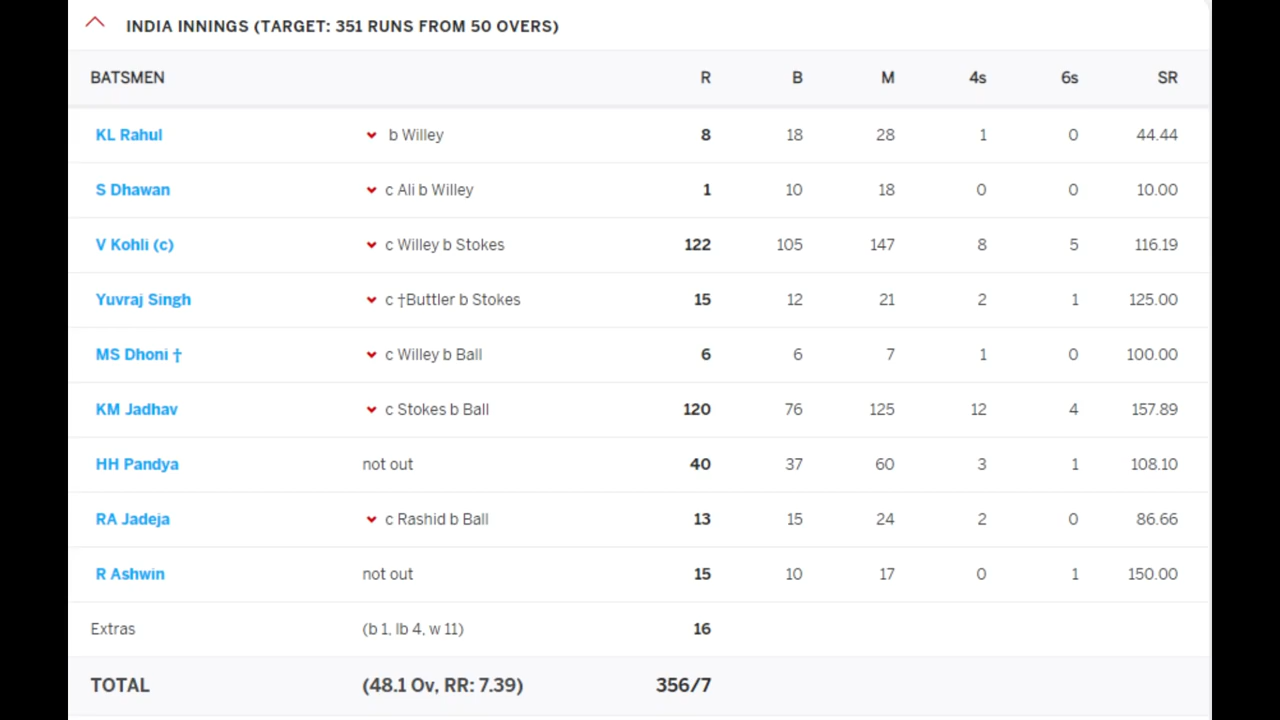 INDIA INNINGS (TARGET: 351 RUNS FROM 50 OVERS)
BATSMEN R B M 4s 6s SR
KL Rahul b Willey 8 18 28 1 0 44.44
S Dhawan c Ali b Willey 1 10 18 0 0 10.00
V Kohli (c) c Willey b Stokes 122 105 147 8 5 116.19
Yuvraj Singh c †Buttler b Stokes 15 12 21 2 1 125.00
MS Dhoni † c Willey b Ball 6 6 7 1 0 100.00
KM Jadhav c Stokes b Ball 120 76 125 12 4 157.89
HH Pandya not out 40 37 60 3 1 108.10
RA Jadeja c Rashid b Ball 13 15 24 2 0 86.66
R Ashwin not out 15 10 17 0 1 150.00
Extras (b 1, lb 4, w 11) 16
TOTAL (48.1 Ov, RR: 7.39) 356/7